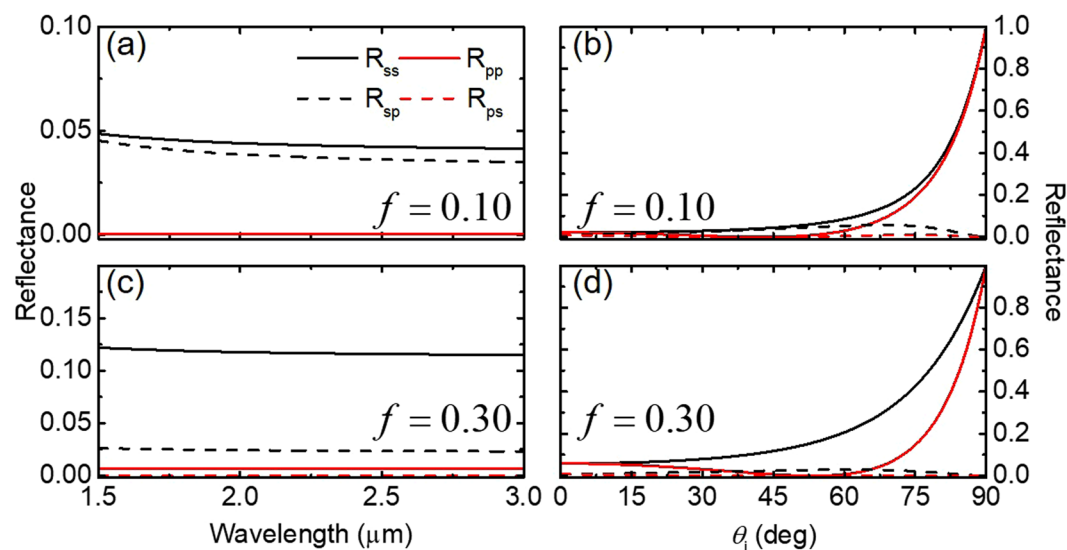 (a)
R_ss R_pp
R_sp R_ps
0.10
0.05
0.00
f = 0.10
(b)
f = 0.10
1.0
0.8
0.6
0.4
0.2
0.0
Reflectance
Reflectance
(c)
0.15
0.10
0.05
0.00
f = 0.30
1.5 2.0 2.5 3.0
Wavelength (μm)
(d)
f = 0.30
0.8
0.6
0.4
0.2
0.0
0 15 30 45 60 75 90
θ_i (deg)